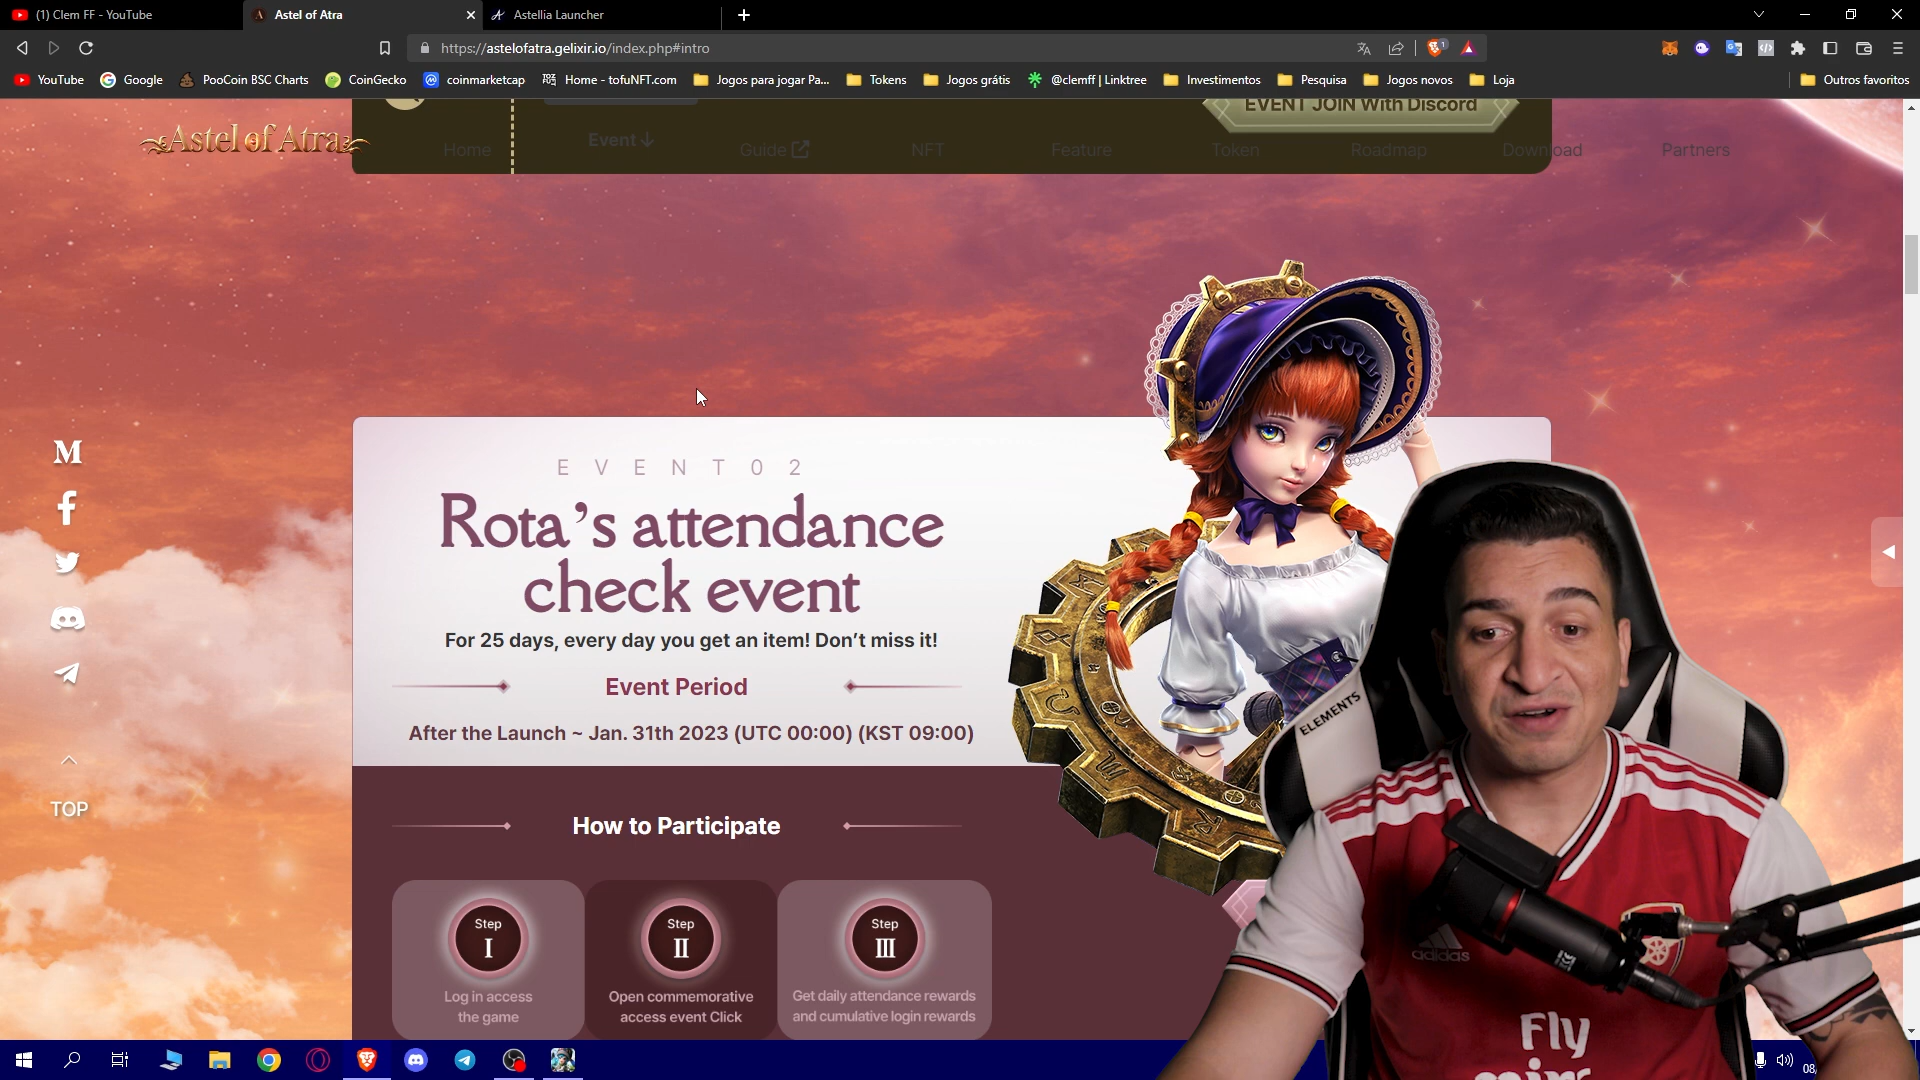 (1) Clem FF - YouTube
Astel of Atra
Astellia Launcher
https://astelofatra.gelixir.io/index.php#intro
YouTube
Google
PooCoin BSC Charts
CoinGecko
coinmarketcap
Home - tofuNFT.com
Jogos para jogar Pa...
Tokens
Jogos grátis
@clemff | Linktree
Investimentos
Pesquisa
Jogos novos
Loja
Outros favoritos
EVENT JOIN With Discord
Astel of Atra
Home
Event
Guide
NFT
Feature
Token
Roadmap
Download
Partners
EVENT02
Rota's attendance
check event
For 25 days, every day you get an item! Don't miss it!
Event Period
After the Launch ~ Jan. 31th 2023 (UTC 00:00) (KST 09:00)
How to Participate
TOP
Step
I
Log in access
the game
Step
II
Open commemorative
access event Click
Step
III
Get daily attendance rewards
and cumulative login rewards
ELEMENTS
adidas
Fly